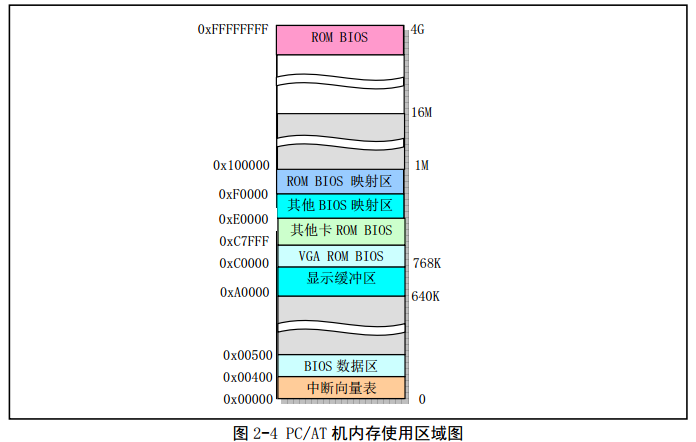 0xFFFFFFFF ROM BIOS 4G
16M
0x100000 1M
ROM BIOS 映射区
0xF0000
其他 BIOS 映射区
0xE0000
其他卡 ROM BIOS
0xC7FFF
VGA ROM BIOS
0xC0000 768K
显示缓冲区
0xA0000 640K
0x00500
BIOS 数据区
0x00400
中断向量表
0x00000 0
图 2-4 PC/AT 机内存使用区域图